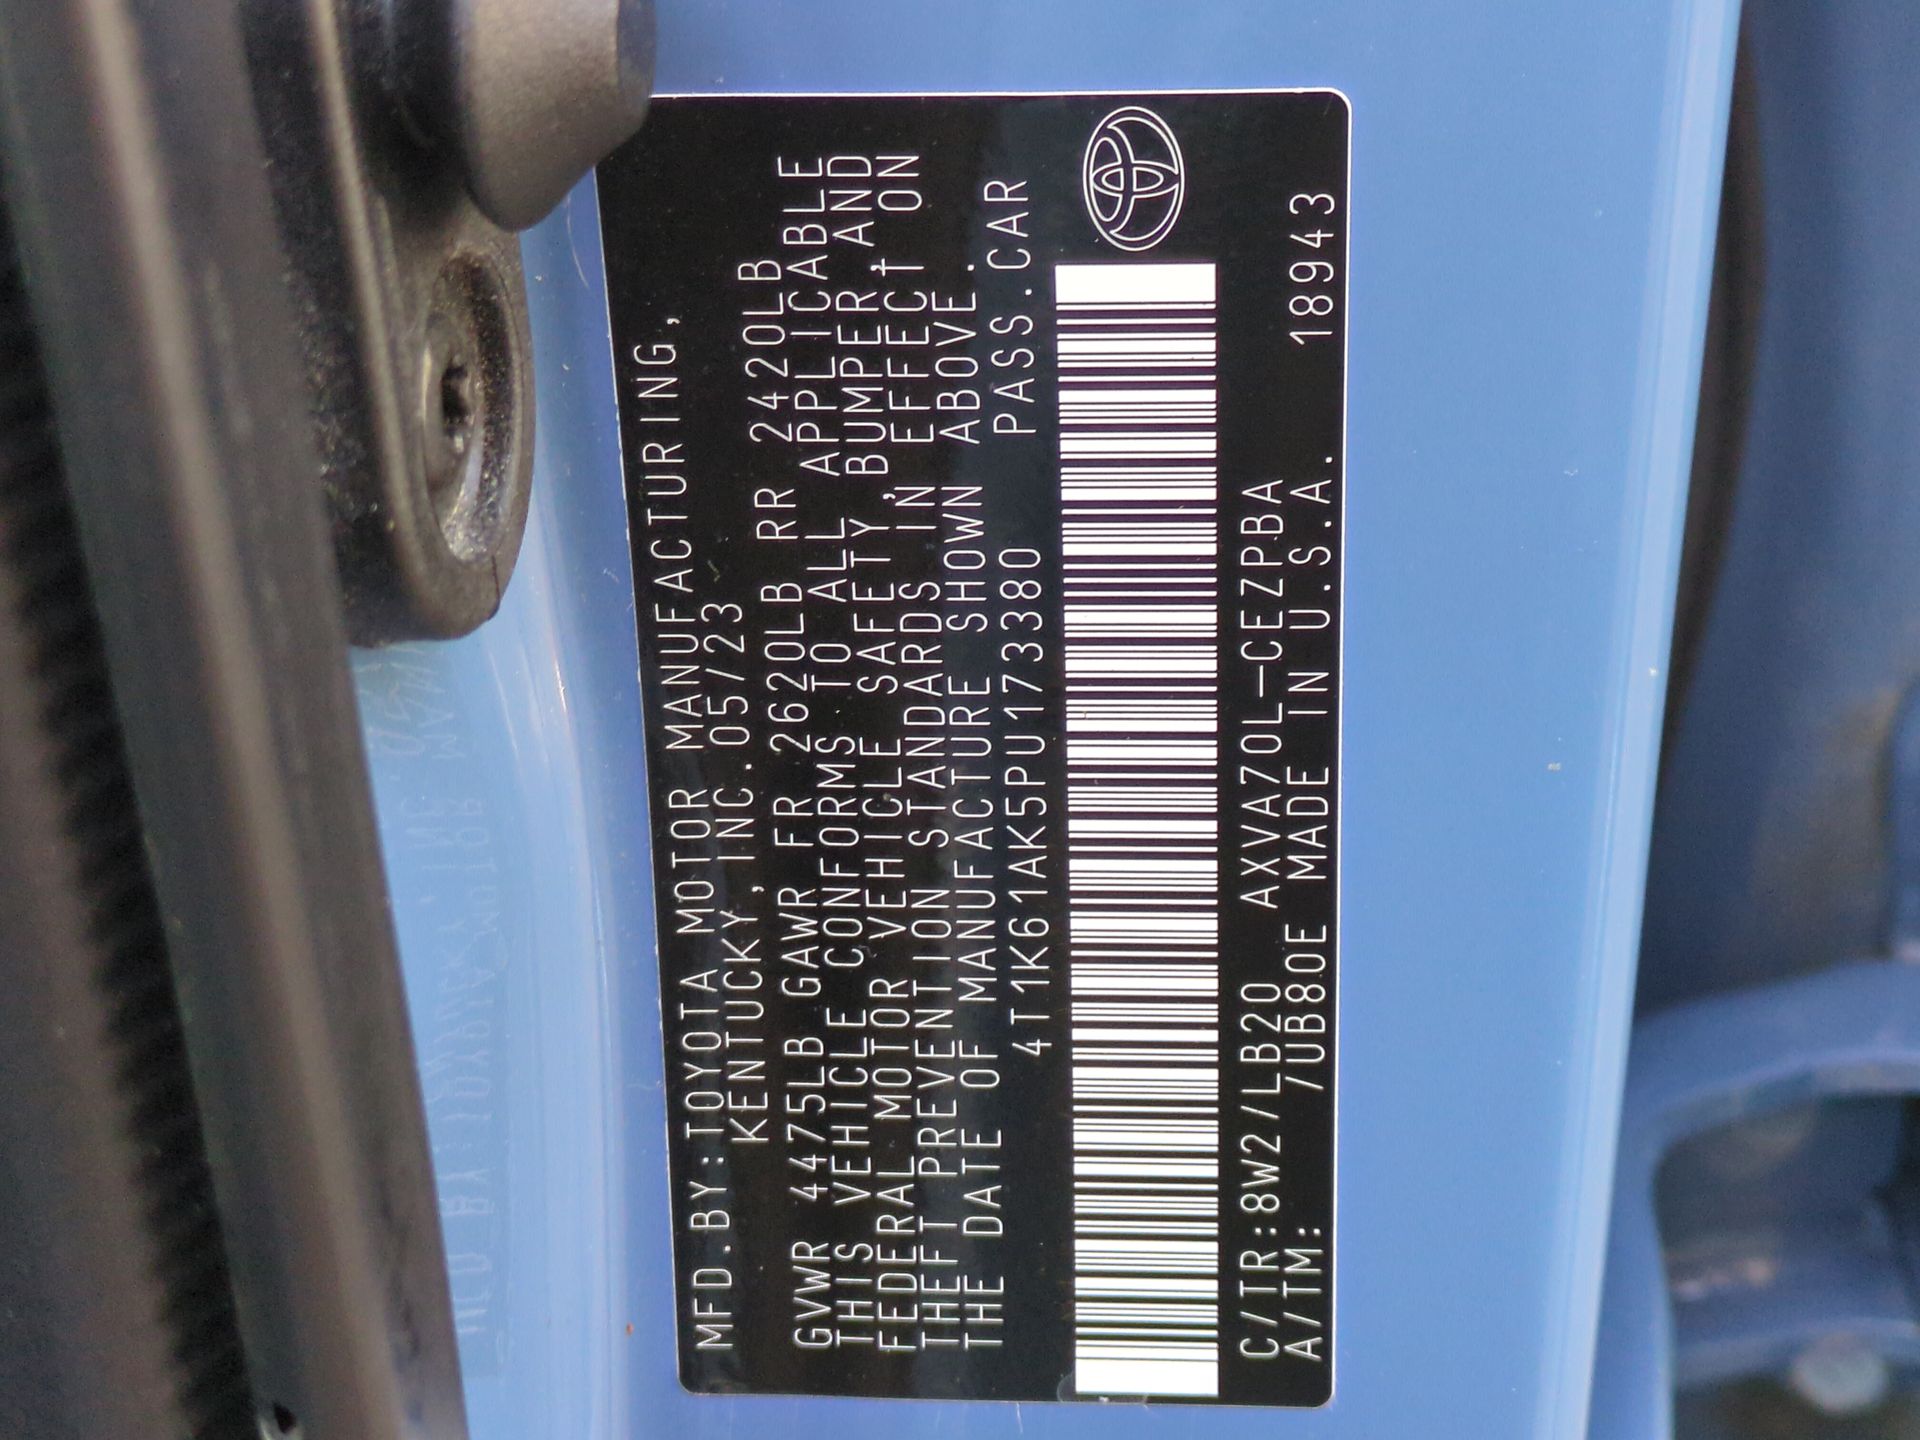 MFD.BY:TOYOTA MOTOR MANUFACTURING,
KENTUCKY, INC. 05/23
GVWR 4475LB GAWR FR 2620LB RR 2420LB
THIS VEHICLE CONFORMS TO ALL APPLICABLE
FEDERAL MOTOR VEHICLE SAFETY, BUMPER, AND
THEFT PREVENTION STANDARDS IN EFFECT ON
THE DATE OF MANUFACTURE SHOWN ABOVE.
4T1K61AK5PU173380 PASS.CAR
C/TR:8W2/LB20 AXVA70L-CEZPBA 18943
A/TM: /UB80E MADE IN U.S.A.